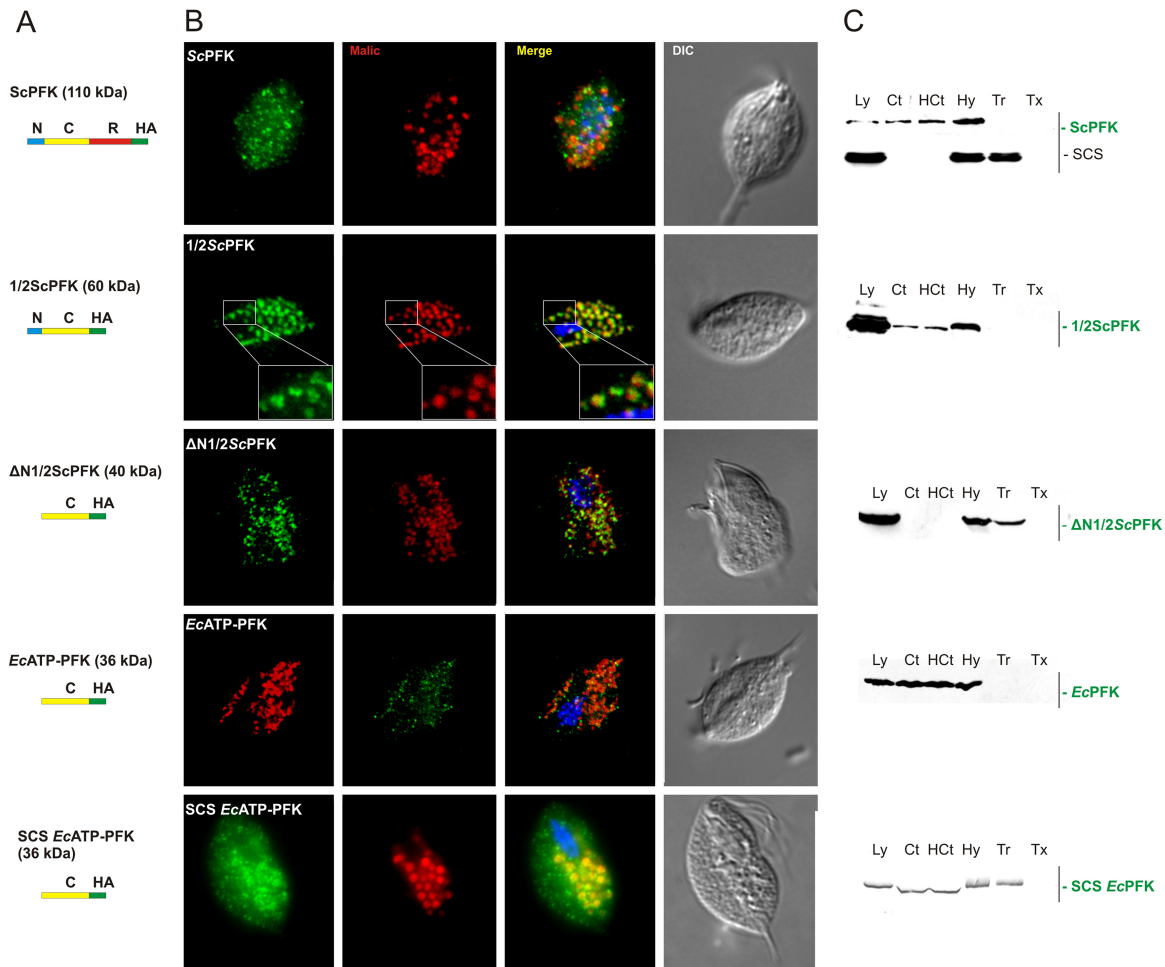 A
B
C
ScPFK (110 kDa)
N C R HA
ScPFK
Malic
Merge
DIC
Ly Ct HCt Hy Tr Tx
- ScPFK
- SCS
1/2ScPFK (60 kDa)
N C HA
1/2ScPFK
Ly Ct HCt Hy Tr Tx
- 1/2ScPFK
ΔN1/2ScPFK (40 kDa)
C HA
ΔN1/2ScPFK
Ly Ct HCt Hy Tr Tx
- ΔN1/2ScPFK
EcATP-PFK (36 kDa)
C HA
EcATP-PFK
Ly Ct HCt Hy Tr Tx
- EcPFK
SCS EcATP-PFK
(36 kDa)
C HA
SCS EcATP-PFK
Ly Ct HCt Hy Tr Tx
- SCS EcPFK